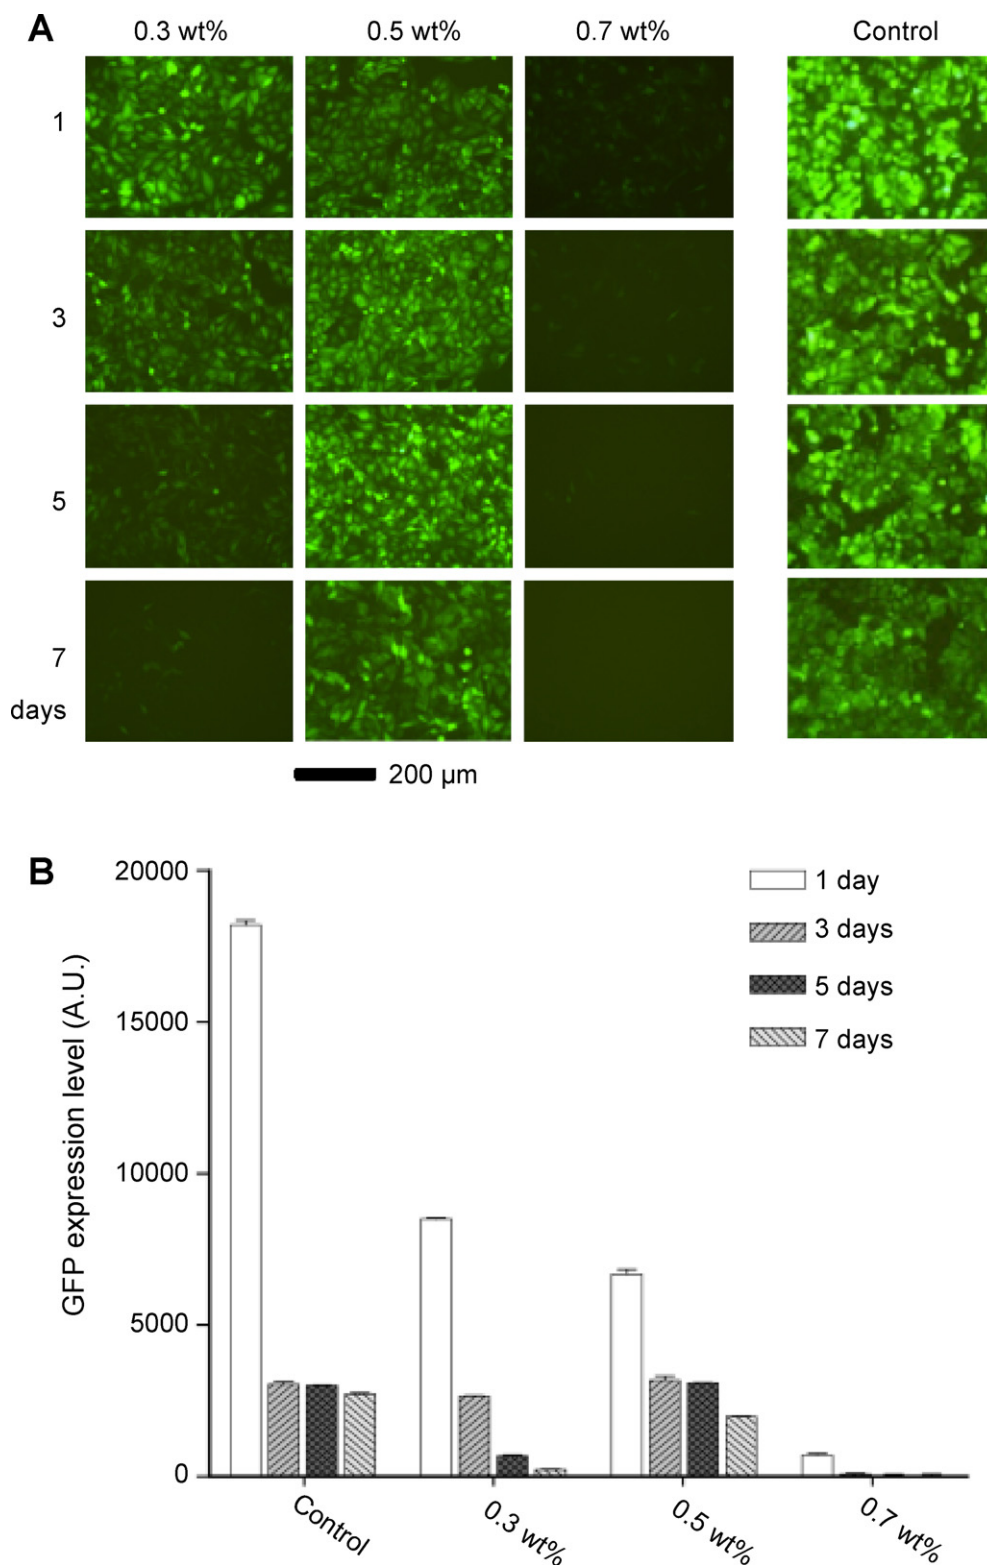 A
0.3 wt% 0.5 wt% 0.7 wt% Control
1
3
5
7
days
200 µm
B
20000
15000
10000
5000
0
GFP expression level (A.U.)
1 day
3 days
5 days
7 days
Control 0.3 wt% 0.5 wt% 0.7 wt%